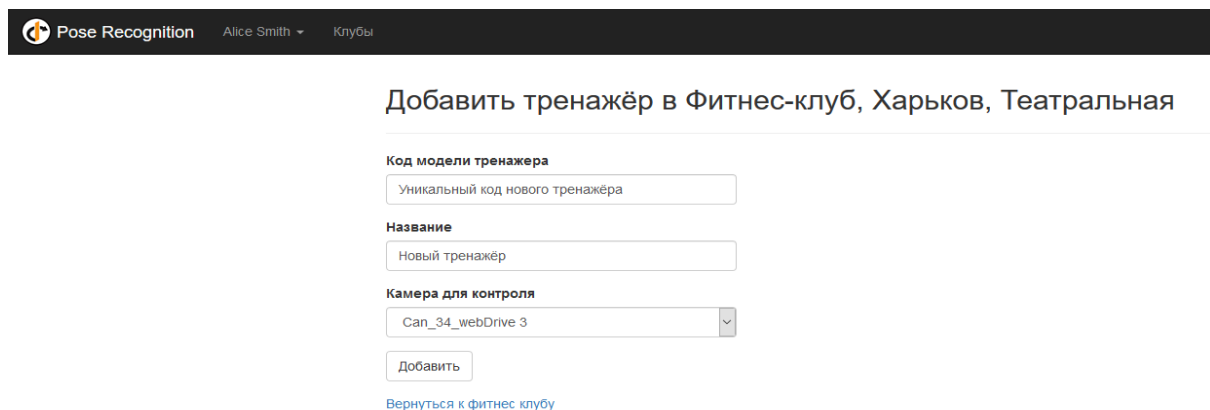 Pose Recognition Alice Smith Клубы
Добавить тренажёр в Фитнес-клуб, Харьков, Театральная
Код модели тренажера
Уникальный код нового тренажёра
Название
Новый тренажёр
Камера для контроля
Can_34_webDrive 3
Добавить
Вернуться к фитнес клубу